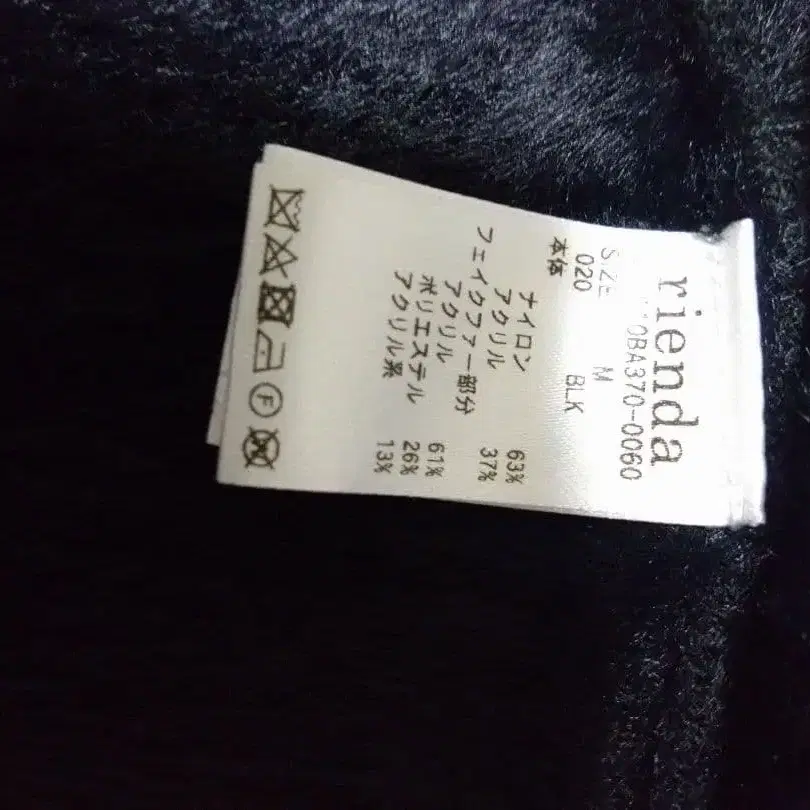 rienda
0BA370-0060
SIZE M
020 BLK
本体
ナイロン 63%
アクリル 37%
フェイクファー部分
アクリル 61%
ポリエステル 26%
アクリル系 13%
F